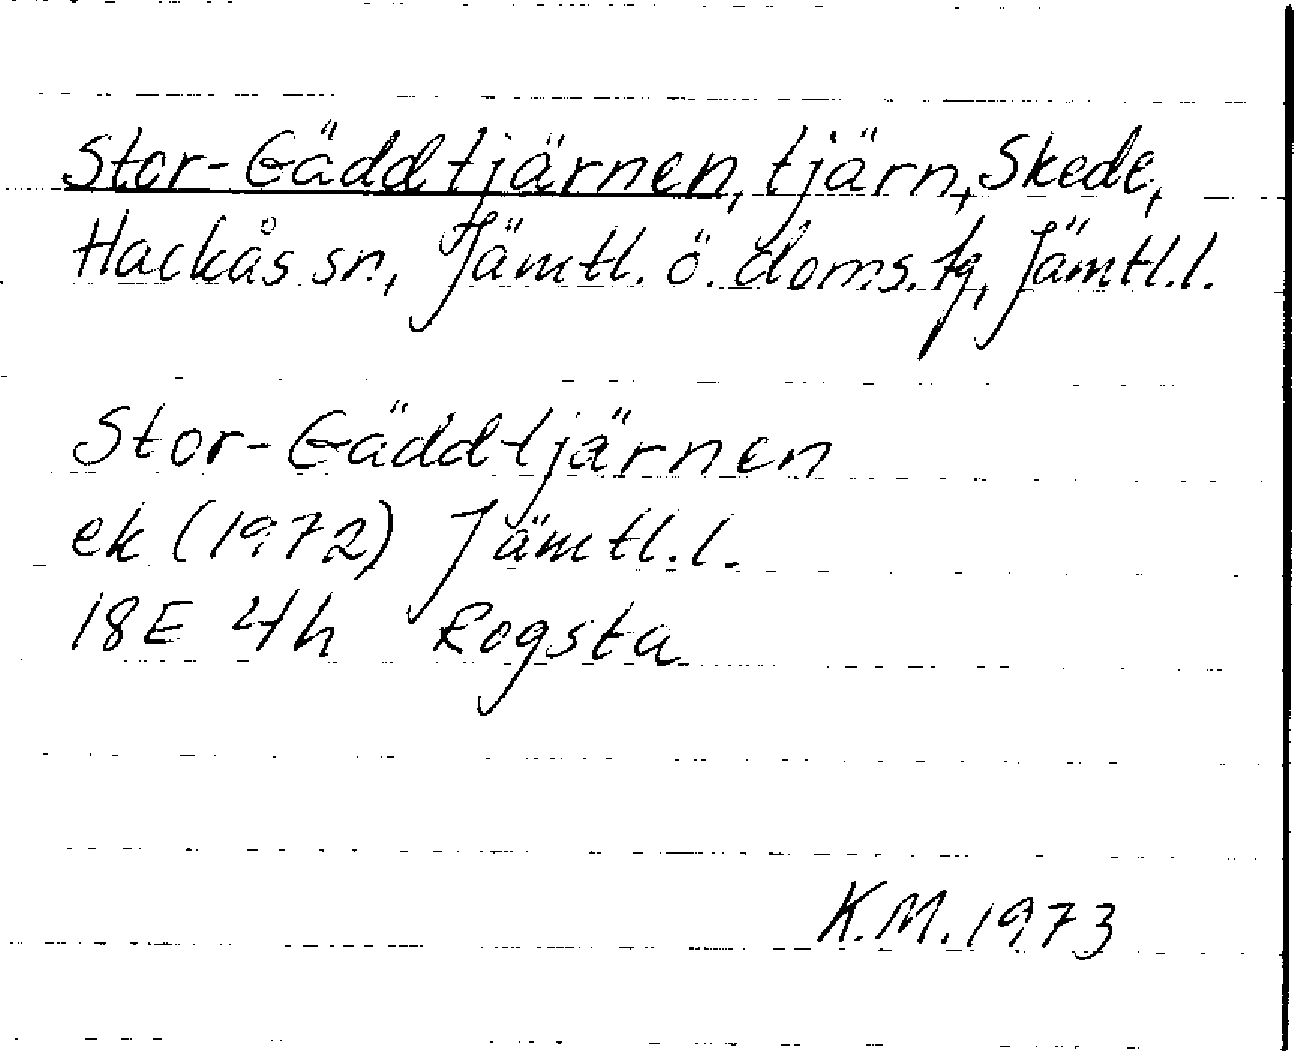 Stor-Gäddtjärnen, tjärn, Skede,
Hackås sn, Jämtl. ö. doms. tg, Jämtl.l.
Stor-Gäddtjärnen
ek (1972) Jämtl.l.
18E 4h Rogsta
K.M. 1973